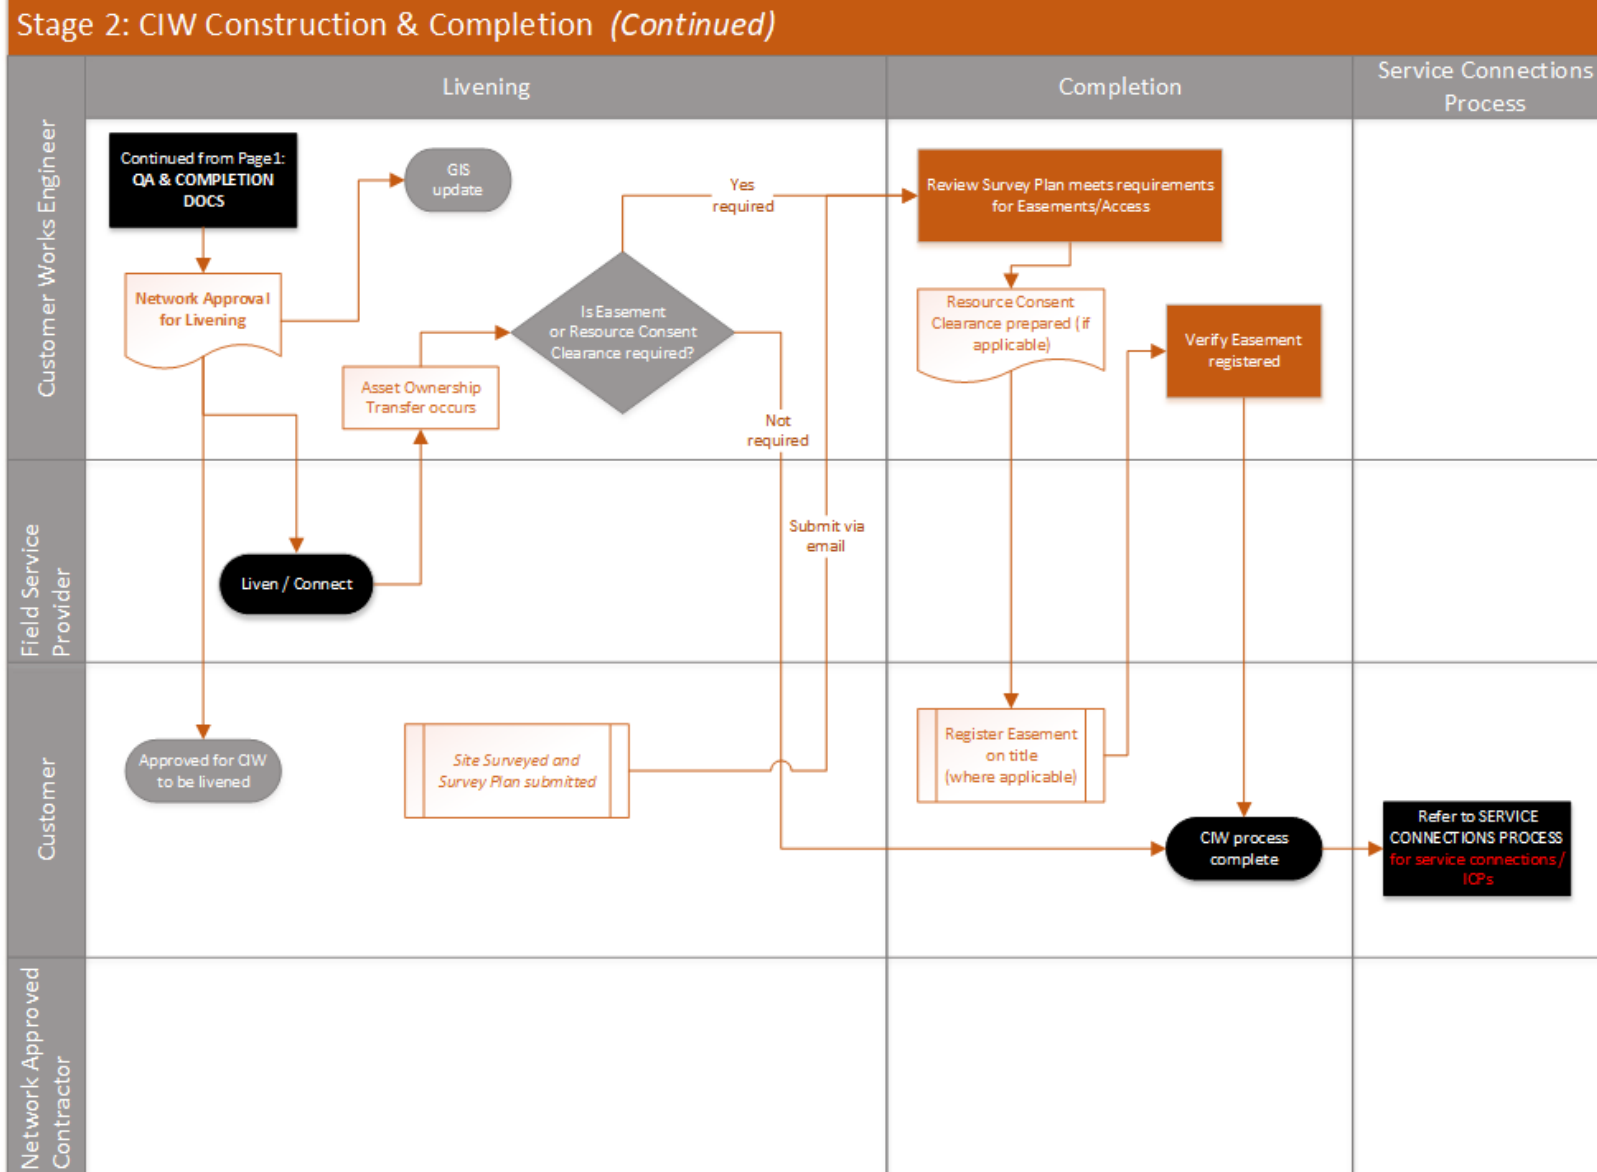 Stage 2: CIW Construction & Completion (Continued)
Livening
Completion
Service Connections
Process
Customer Works Engineer
Continued from Page1:
QA & COMPLETION
DOCS
GIS
update
Network Approval
for Livening
Asset Ownership
Transfer occurs
Is Easement
or Resource Consent
Clearance required?
Yes
required
Not
required
Review Survey Plan meets requirements
for Easements/Access
Resource Consent
Clearance prepared (if
applicable)
Verify Easement
registered
Field Service
Provider
Liven / Connect
Submit via
email
Customer
Approved for CIW
to be livened
Site Surveyed and
Survey Plan submitted
Register Easement
on title
(where applicable)
CIW process
complete
Refer to SERVICE
CONNECTIONS PROCESS
for service connections /
ICPs
Network Approved
Contractor